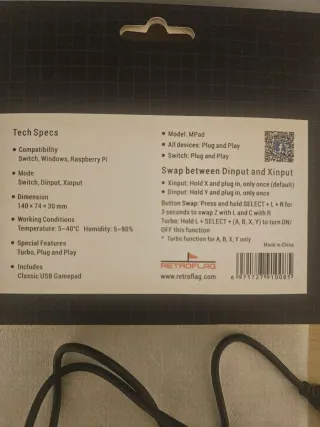 Tech Specs
● Compatibility
Switch, Windows, Raspberry Pi
● Mode
Switch, Dinput, Xinput
● Dimension
140 × 74 × 30 mm
● Working Conditions
Temperature: 5~40°C Humidity: 5~90%
● Special Features
Turbo, Plug and Play
● Includes
Classic USB Gamepad
● Model: MPad
● All devices: Plug and Play
● Switch: Plug and Play
Swap between Dinput and Xinput
● Xinput: Hold X and plug in, only once (default)
● Dinput: Hold Y and plug in, only once
Button Swap: Press and hold SELECT + L + R for
3 seconds to swap Z with L and C with R
Turbo: Hold L + SELECT + (A, B, X, Y) to turn ON/
OFF this function
* Turbo function for A, B, X, Y only
Made in China
RETROFLAG
www.retroflag.com
6 975727 910085